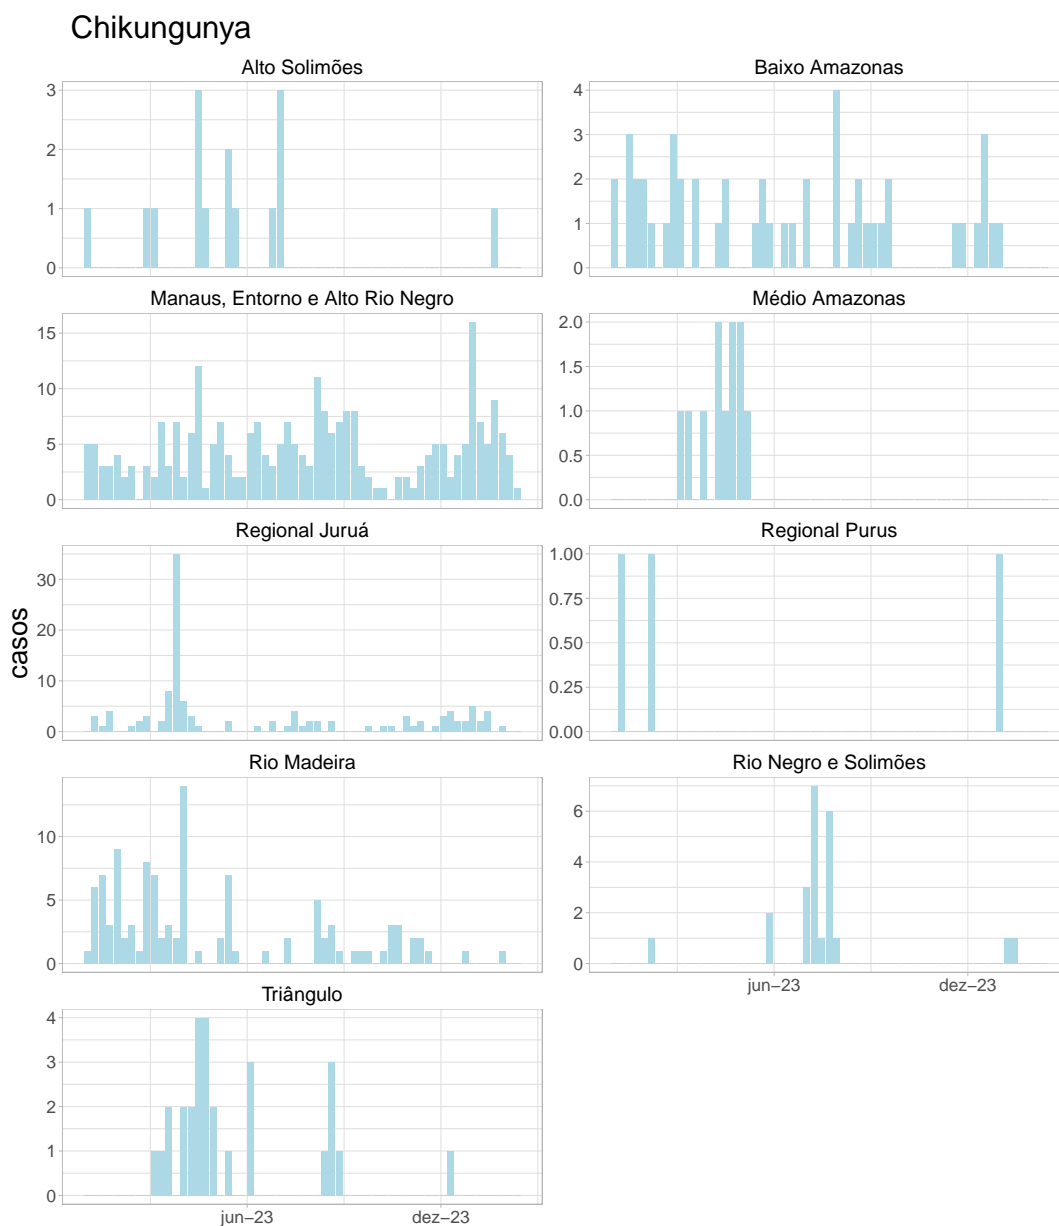 Chikungunya
Alto Solimões
3
2
1
0
Baixo Amazonas
4
3
2
1
0
Manaus, Entorno e Alto Rio Negro
15
10
5
0
Médio Amazonas
2.0
1.5
1.0
0.5
0.0
Regional Juruá
30
20
10
0
Regional Purus
1.00
0.75
0.50
0.25
0.00
casos
Rio Madeira
10
5
0
Rio Negro e Solimões
6
4
2
0
jun−23
dez−23
Triângulo
4
3
2
1
0
jun−23
dez−23